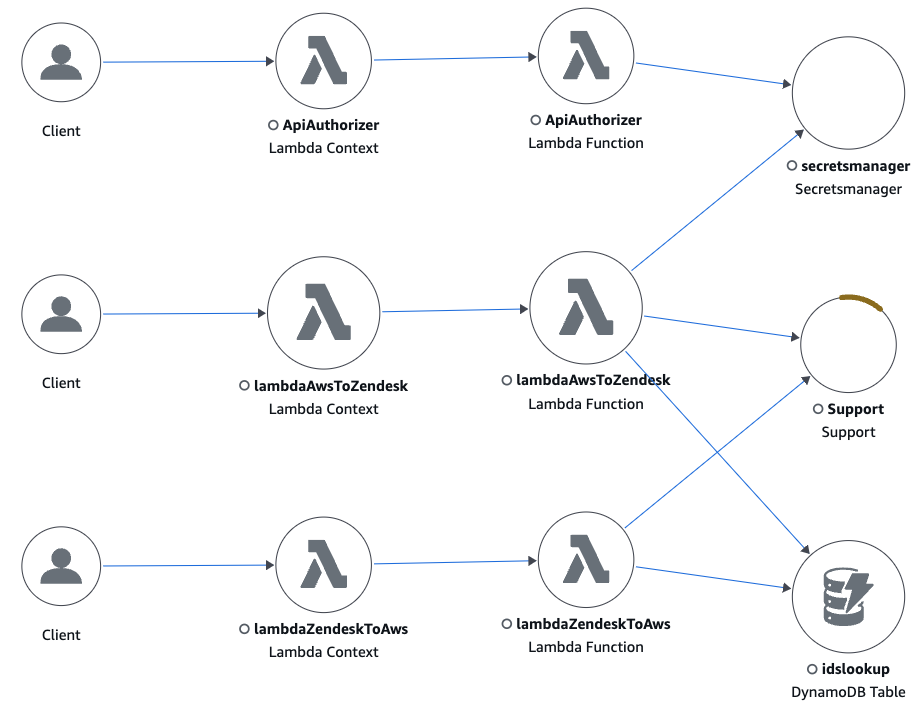 Client
ApiAuthorizer
Lambda Context
ApiAuthorizer
Lambda Function
secretsmanager
Secretsmanager
Client
lambdaAwsToZendesk
Lambda Context
lambdaAwsToZendesk
Lambda Function
Support
Support
Client
lambdaZendeskToAws
Lambda Context
lambdaZendeskToAws
Lambda Function
idslookup
DynamoDB Table